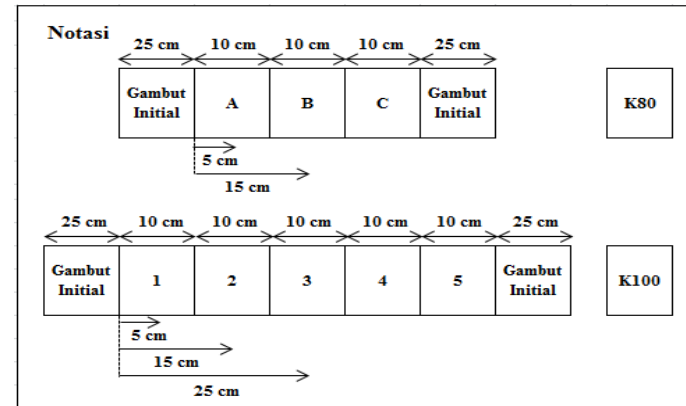 Notasi
25 cm 10 cm 10 cm 10 cm 25 cm
Gambut Initial A B C Gambut Initial K80
5 cm
15 cm
25 cm 10 cm 10 cm 10 cm 10 cm 10 cm 25 cm
Gambut Initial 1 2 3 4 5 Gambut Initial K100
5 cm
15 cm
25 cm